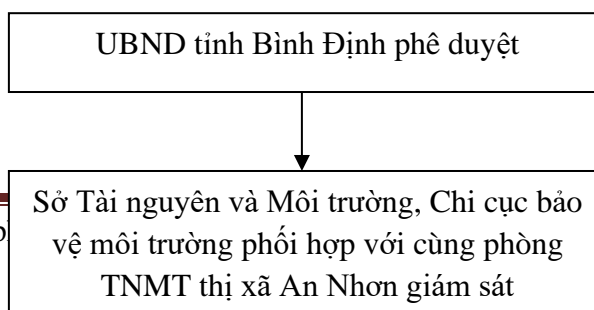 UBND tỉnh Bình Định phê duyệt
Sở Tài nguyên và Môi trường, Chi cục bảo
vệ môi trường phối hợp với cùng phòng
TNMT thị xã An Nhơn giám sát